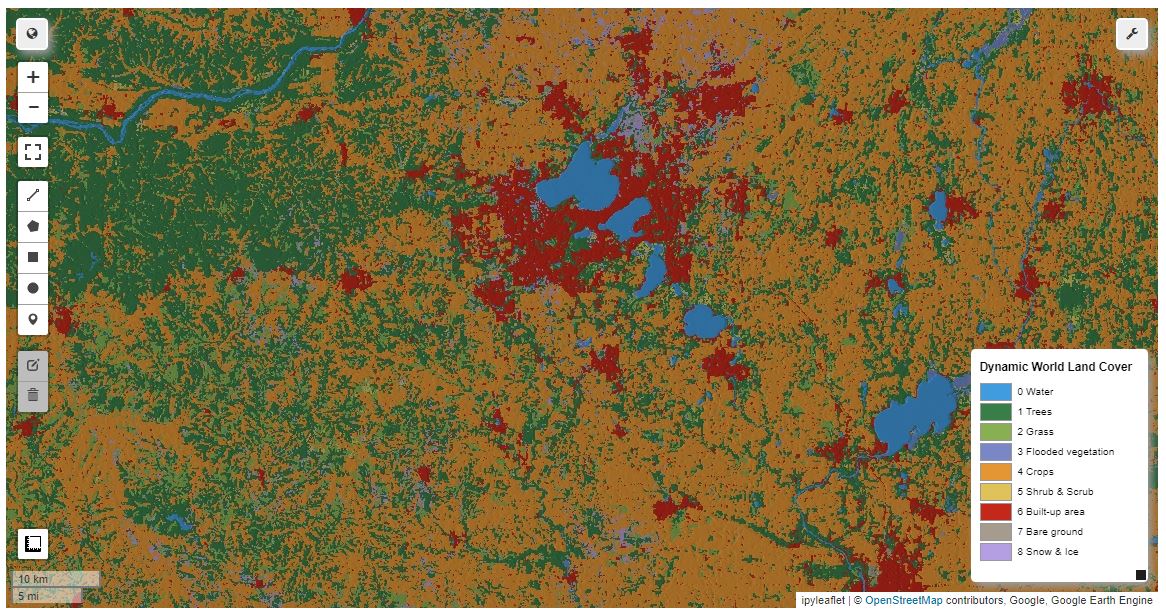 +
−
Dynamic World Land Cover
0 Water
1 Trees
2 Grass
3 Flooded vegetation
4 Crops
5 Shrub & Scrub
6 Built-up area
7 Bare ground
8 Snow & Ice
10 km
5 mi
ipyleaflet | © OpenStreetMap contributors, Google, Google Earth Engine